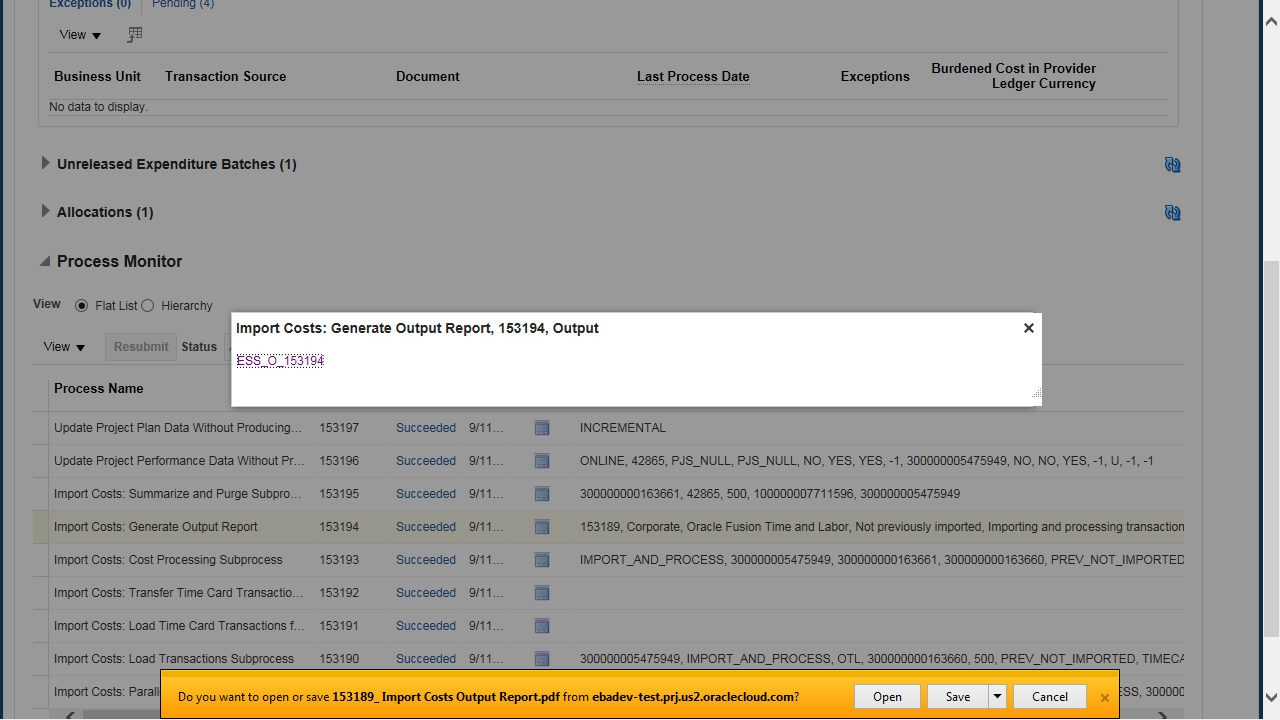 Exceptions (0) Pending (4)
View
Business Unit Transaction Source Document Last Process Date Exceptions Burdened Cost in Provider Ledger Currency
No data to display.
Unreleased Expenditure Batches (1)
Allocations (1)
Process Monitor
View Flat List Hierarchy
Import Costs: Generate Output Report, 153194, Output
View Resubmit Status
ESS_O_153194
Process Name
Update Project Plan Data Without Producing... 153197 Succeeded 9/11... INCREMENTAL
Update Project Performance Data Without Pr... 153196 Succeeded 9/11... ONLINE, 42865, PJS_NULL, PJS_NULL, NO, YES, YES, -1, 300000005475949, NO, NO, YES, -1, U, -1, -1
Import Costs: Summarize and Purge Subpro... 153195 Succeeded 9/11... 300000000163661, 42865, 500, 100000007711596, 300000005475949
Import Costs: Generate Output Report 153194 Succeeded 9/11... 153189, Corporate, Oracle Fusion Time and Labor, Not previously imported, Importing and processing transaction
Import Costs: Cost Processing Subprocess 153193 Succeeded 9/11... IMPORT_AND_PROCESS, 300000005475949, 300000000163661, 300000000163660, PREV_NOT_IMPORTED
Import Costs: Transfer Time Card Transactio... 153192 Succeeded 9/11...
Import Costs: Load Time Card Transactions f... 153191 Succeeded 9/11...
Import Costs: Load Transactions Subprocess 153190 Succeeded 9/11... 300000005475949, IMPORT_AND_PROCESS, OTL, 300000000163660, 500, PREV_NOT_IMPORTED, TIMECA
Import Costs: Parall
Do you want to open or save 153189_ Import Costs Output Report.pdf from ebadev-test.prj.us2.oraclecloud.com? Open Save Cancel